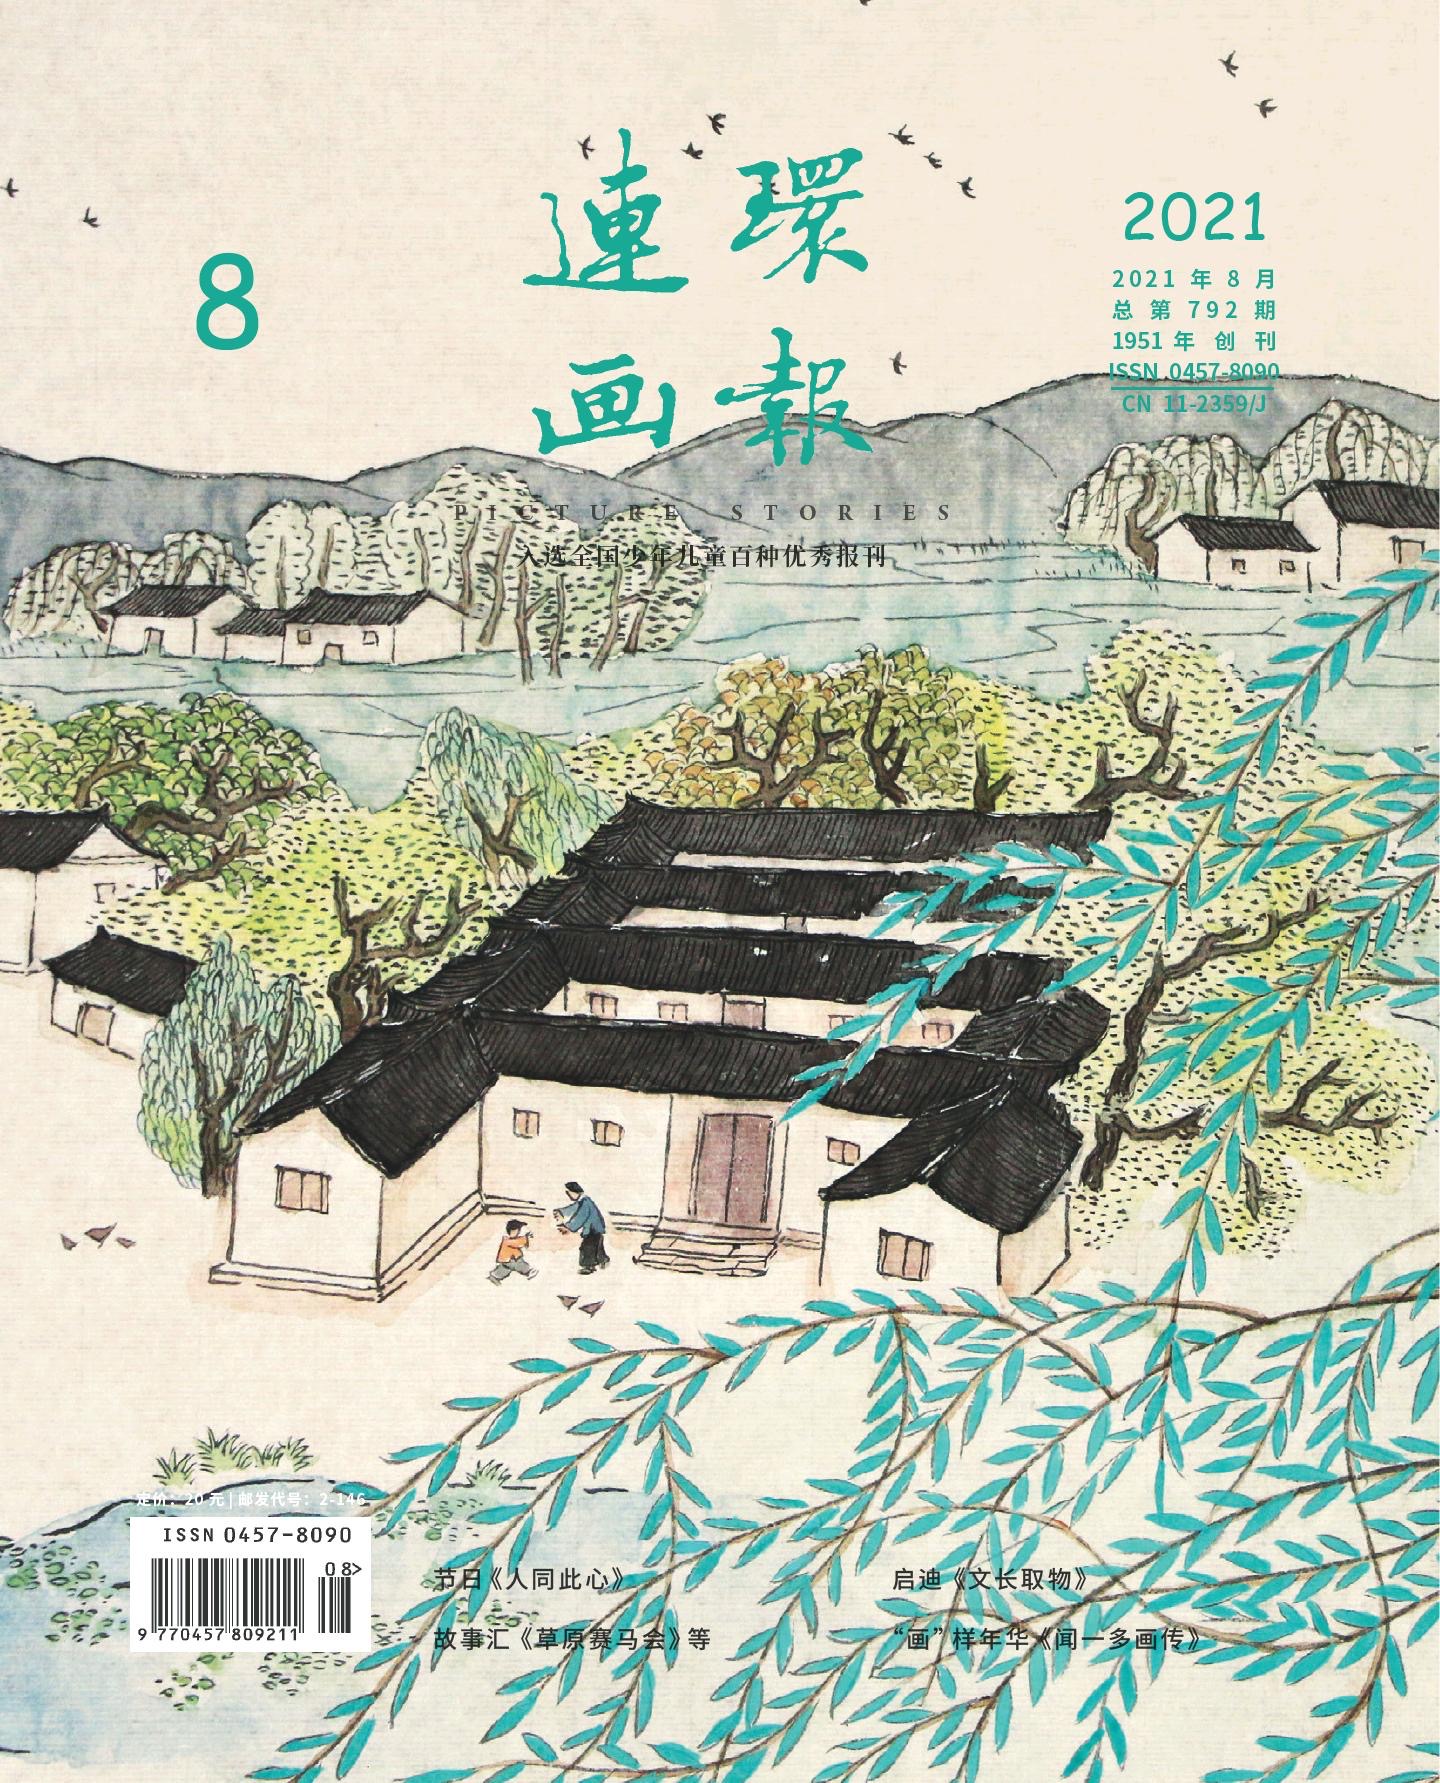 8
連環
画報
2021
2021 年 8 月
总 第 792 期
1951 年 创 刊
ISSN 0457-8090
CN 11-2359/J
PICTURE STORIES
入选全国少年儿童百种优秀报刊
定价：20 元 | 邮发代号：2-146
ISSN 0457-8090
08>
9 770457 809211
节日《人同此心》
启迪《文长取物》
故事汇《草原赛马会》等
“画”样年华《闻一多画传》